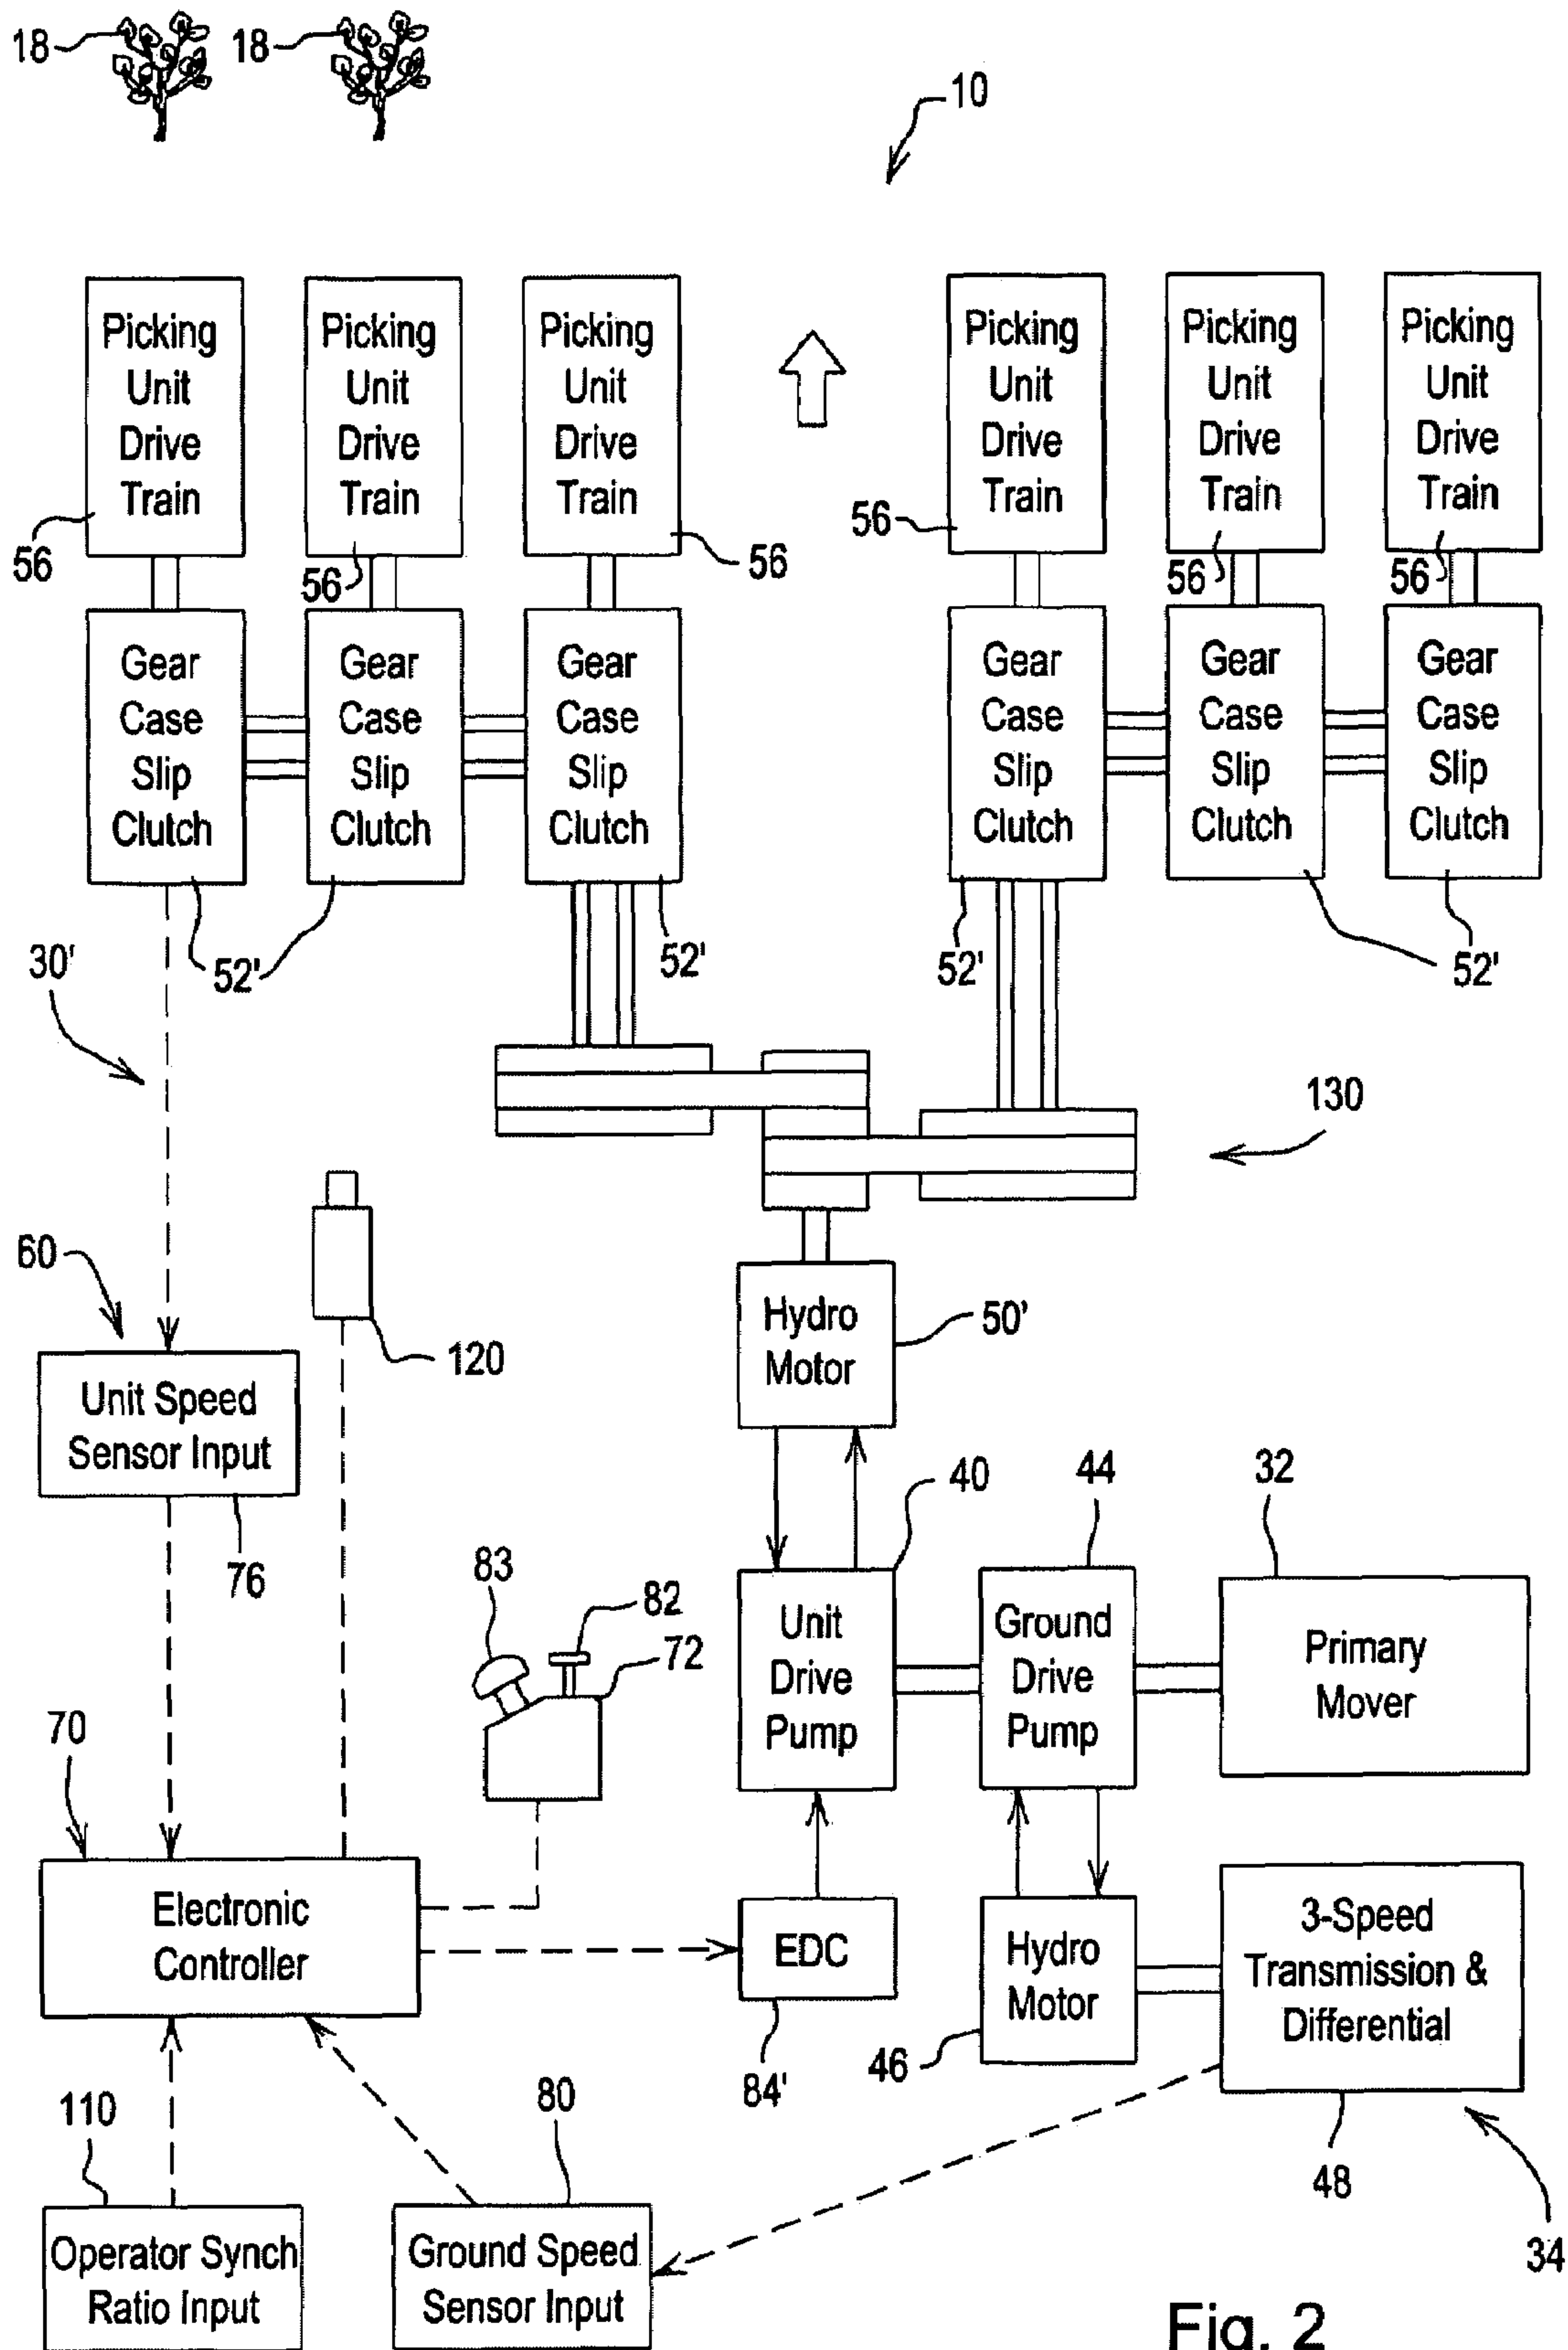 18
18
10
Picking
Unit
Drive
Train
Picking
Unit
Drive
Train
Picking
Unit
Drive
Train
Picking
Unit
Drive
Train
Picking
Unit
Drive
Train
Picking
Unit
Drive
Train
56
56
56
56
56
56
Gear
Case
Slip
Clutch
Gear
Case
Slip
Clutch
Gear
Case
Slip
Clutch
Gear
Case
Slip
Clutch
Gear
Case
Slip
Clutch
Gear
Case
Slip
Clutch
30'
52'
52'
52'
52'
130
60
120
Hydro
Motor
50'
Unit Speed
Sensor Input
76
40
44
32
83
82
72
Unit
Drive
Pump
Ground
Drive
Pump
Primary
Mover
70
Electronic
Controller
EDC
84'
Hydro
Motor
46
3-Speed
Transmission &
Differential
48
34
110
80
Operator Synch
Ratio Input
Ground Speed
Sensor Input
Fig. 2